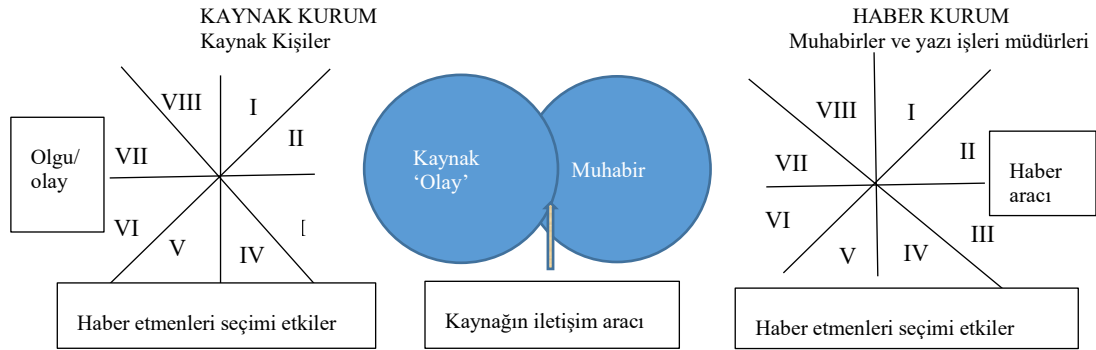 KAYNAK KURUM
Kaynak Kişiler
HABER KURUM
Muhabirler ve yazı işleri müdürleri
VIII
I
II
VII
VI
V
IV
Olgu/
olay
Kaynak
‘Olay’
Muhabir
VIII
I
II
VII
VI
V
IV
III
Haber
aracı
Haber etmenleri seçimi etkiler
Kaynağın iletişim aracı
Haber etmenleri seçimi etkiler